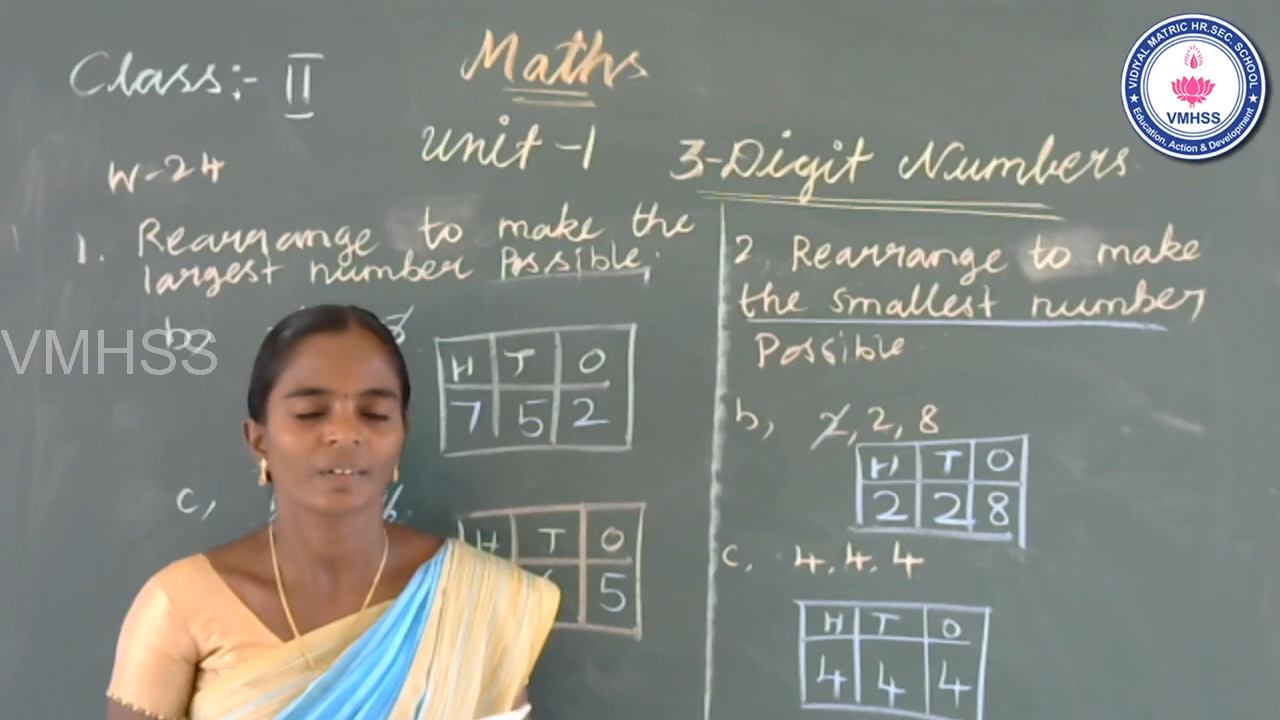 Class:- II
Maths
Unit-1
3-Digit Numbers
W-24
1. Rearrange to make the
largest number Possible,
b,
H T O
7 5 2
c,
H T O
5
2, Rearrange to make
the smallest number
Possible
b, 2, 2, 8
H T O
2 2 8
c, 4, 4, 4
H T O
4 4 4
VMHSS
VIDIYAL MATRIC HR.SEC. SCHOOL
VMHSS
Education, Action & Development